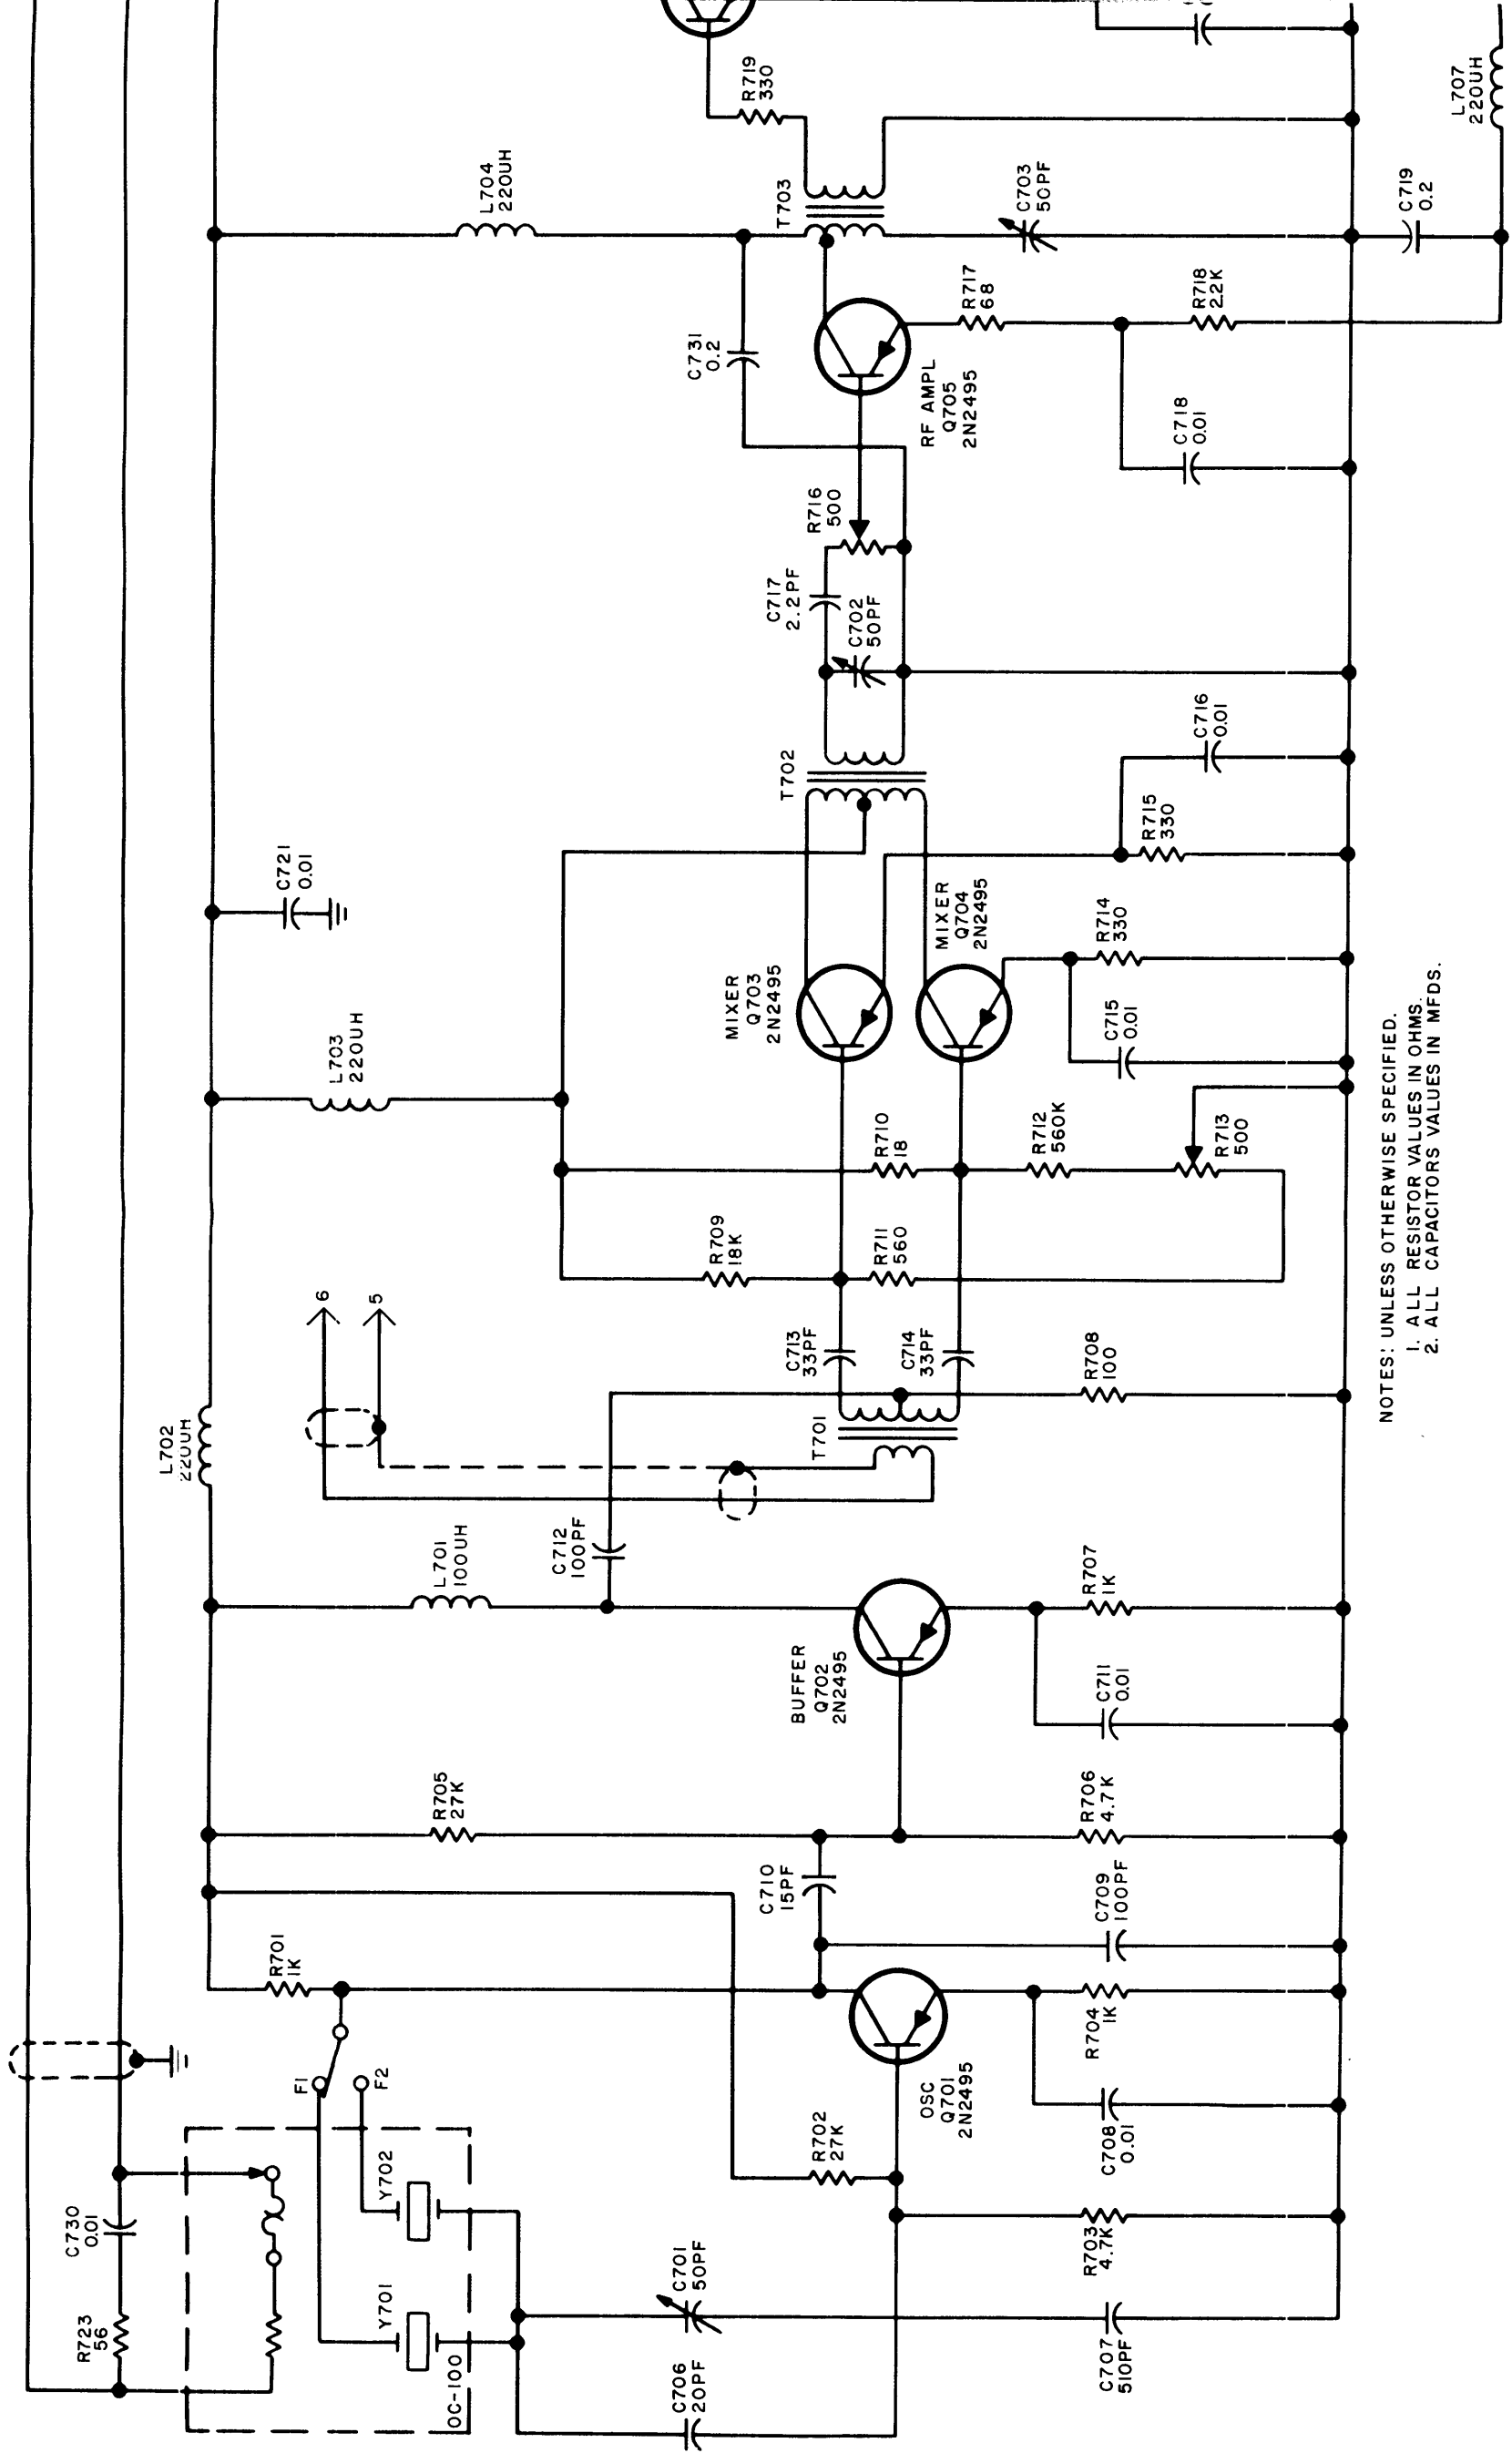 R723
56
C730
0.01
OC-100
Y701
Y702
F1
F2
R701
1K
C706
20PF
C701
50PF
C707
510PF
R703
4.7K
R702
27K
C708
0.01
OSC
Q701
2N2495
R704
1K
C709
100PF
C710
15PF
R705
27K
R706
4.7K
BUFFER
Q702
2N2495
C711
0.01
R707
1K
L701
100UH
C712
100PF
L702
220UH
6
5
T701
C713
33PF
C714
33PF
R708
100
R709
18K
R711
560
R710
18
R712
560K
R713
500
L703
220UH
MIXER
Q703
2N2495
MIXER
Q704
2N2495
C715
0.01
R714
330
R715
330
C716
0.01
C721
0.01
T702
C702
50PF
C717
2.2PF
R716
500
RF AMPL
Q705
2N2495
C731
0.2
C718
0.01
R717
68
R718
22K
L704
220UH
T703
C703
50PF
C719
0.2
R719
330
L707
220UH
NOTES: UNLESS OTHERWISE SPECIFIED.
1. ALL RESISTOR VALUES IN OHMS.
2. ALL CAPACITORS VALUES IN MFDS.